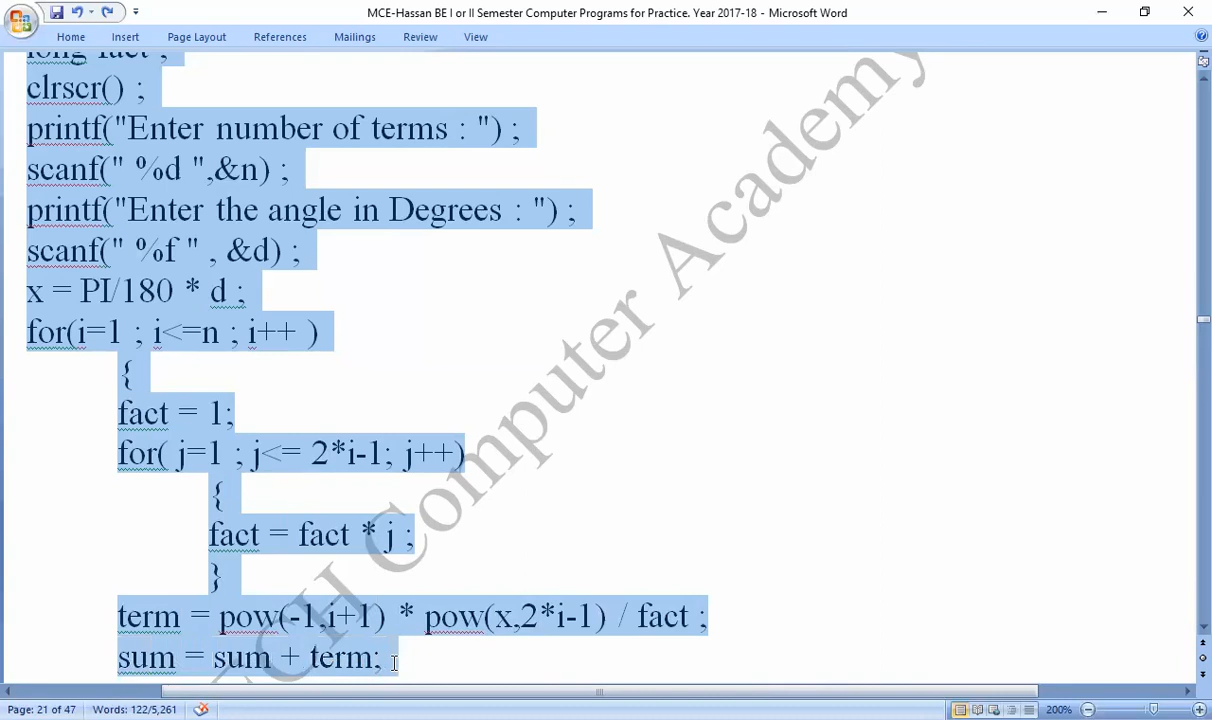 MCE-Hassan BE I or II Semester Computer Programs for Practice. Year 2017-18 - Microsoft Word
Home Insert Page Layout References Mailings Review View
long fact ;
clrscr() ;
printf("Enter number of terms : ") ;
scanf(" %d ",&n) ;
printf("Enter the angle in Degrees : ") ;
scanf(" %f " , &d) ;
x = PI/180 * d ;
for(i=1 ; i<=n ; i++ )
{
fact = 1;
for( j=1 ; j<= 2*i-1; j++)
{
fact = fact * j ;
}
term = pow(-1,i+1) * pow(x,2*i-1) / fact ;
sum = sum + term;
ECH Computer Academy
Page: 21 of 47 Words: 122/5,261 200%